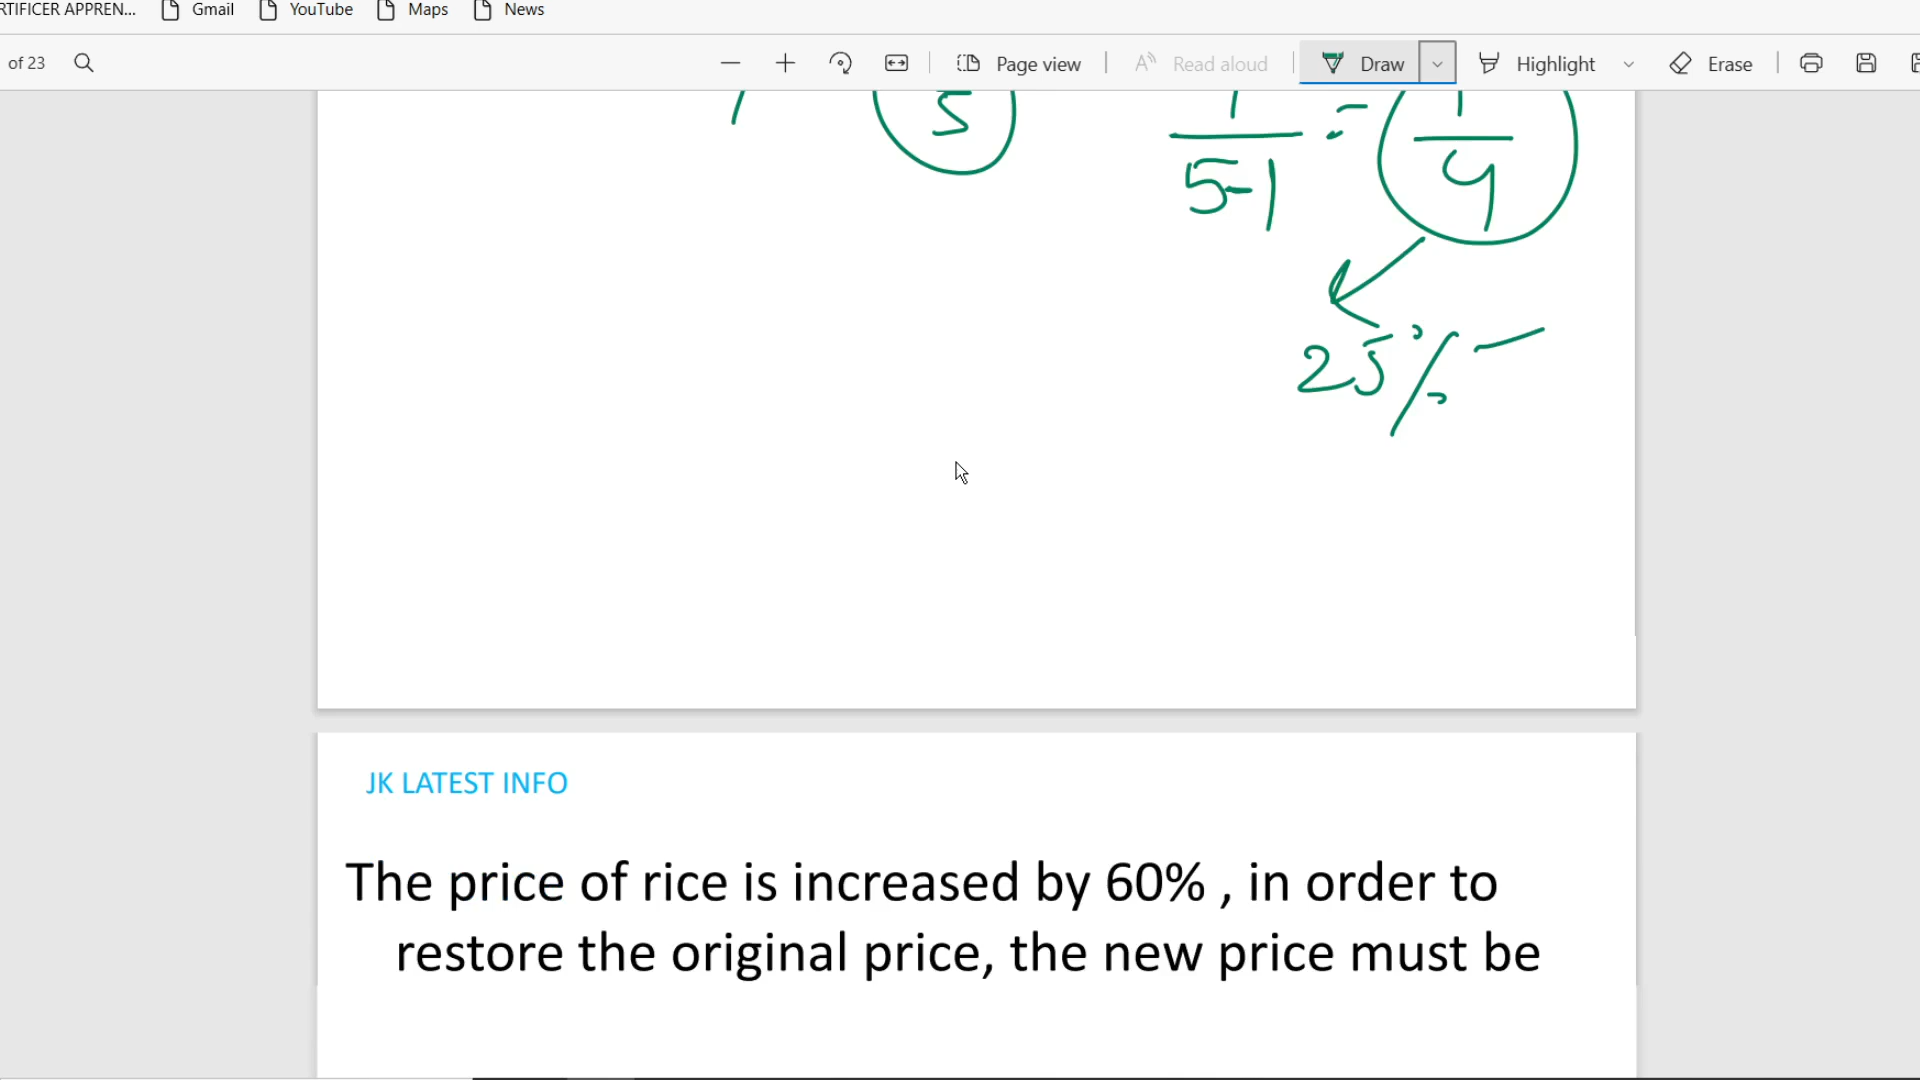 RTIFICER APPREN... Gmail YouTube Maps News
of 23 Page view Read aloud Draw Highlight Erase
5 1 = 1
5-1 4
25%
JK LATEST INFO
The price of rice is increased by 60% , in order to
restore the original price, the new price must be